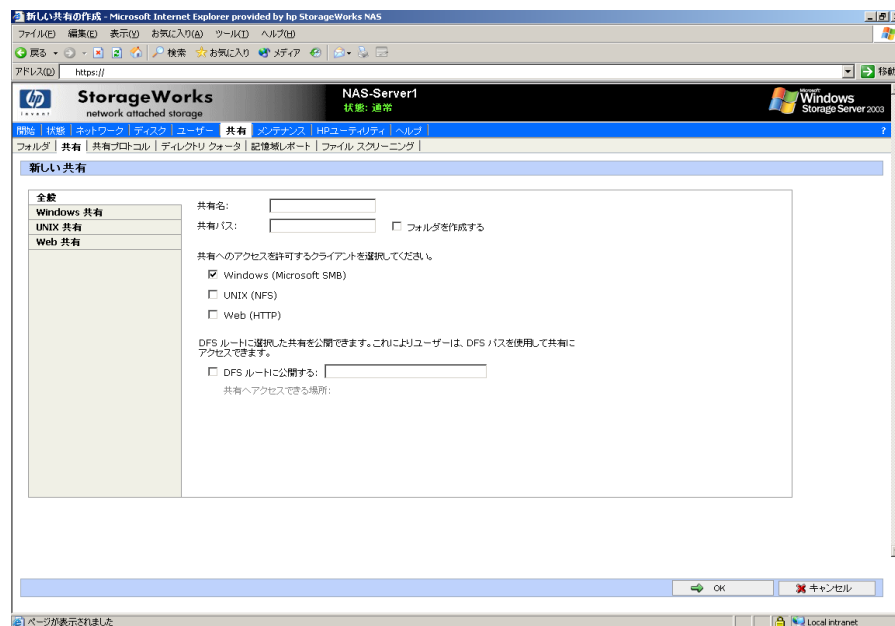 新しい共有の作成 - Microsoft Internet Explorer provided by hp StorageWorks NAS
ファイル(F) 編集(E) 表示(V) お気に入り(A) ツール(T) ヘルプ(H)
戻る 検索 お気に入り メディア
アドレス(D) https:// 移動
hp invent StorageWorks NAS-Server1 Microsoft Windows
network attached storage 状態: 通常 Storage Server 2003
開始 | 状態 | ネットワーク | ディスク | ユーザー | 共有 | メンテナンス | HPユーティリティ | ヘルプ | ?
フォルダ | 共有 | 共有プロトコル | ディレクトリ クォータ | 記憶域レポート | ファイル スクリーニング |
新しい共有
全般
Windows 共有
UNIX 共有
Web 共有
共有名:
共有パス: フォルダを作成する
共有へのアクセスを許可するクライアントを選択してください。
Windows (Microsoft SMB)
UNIX (NFS)
Web (HTTP)
DFS ルートに選択した共有を公開できます。これによりユーザーは、DFS パスを使用して共有に
アクセスできます。
DFS ルートに公開する:
共有へアクセスできる場所:
OK キャンセル
ページが表示されました Local intranet